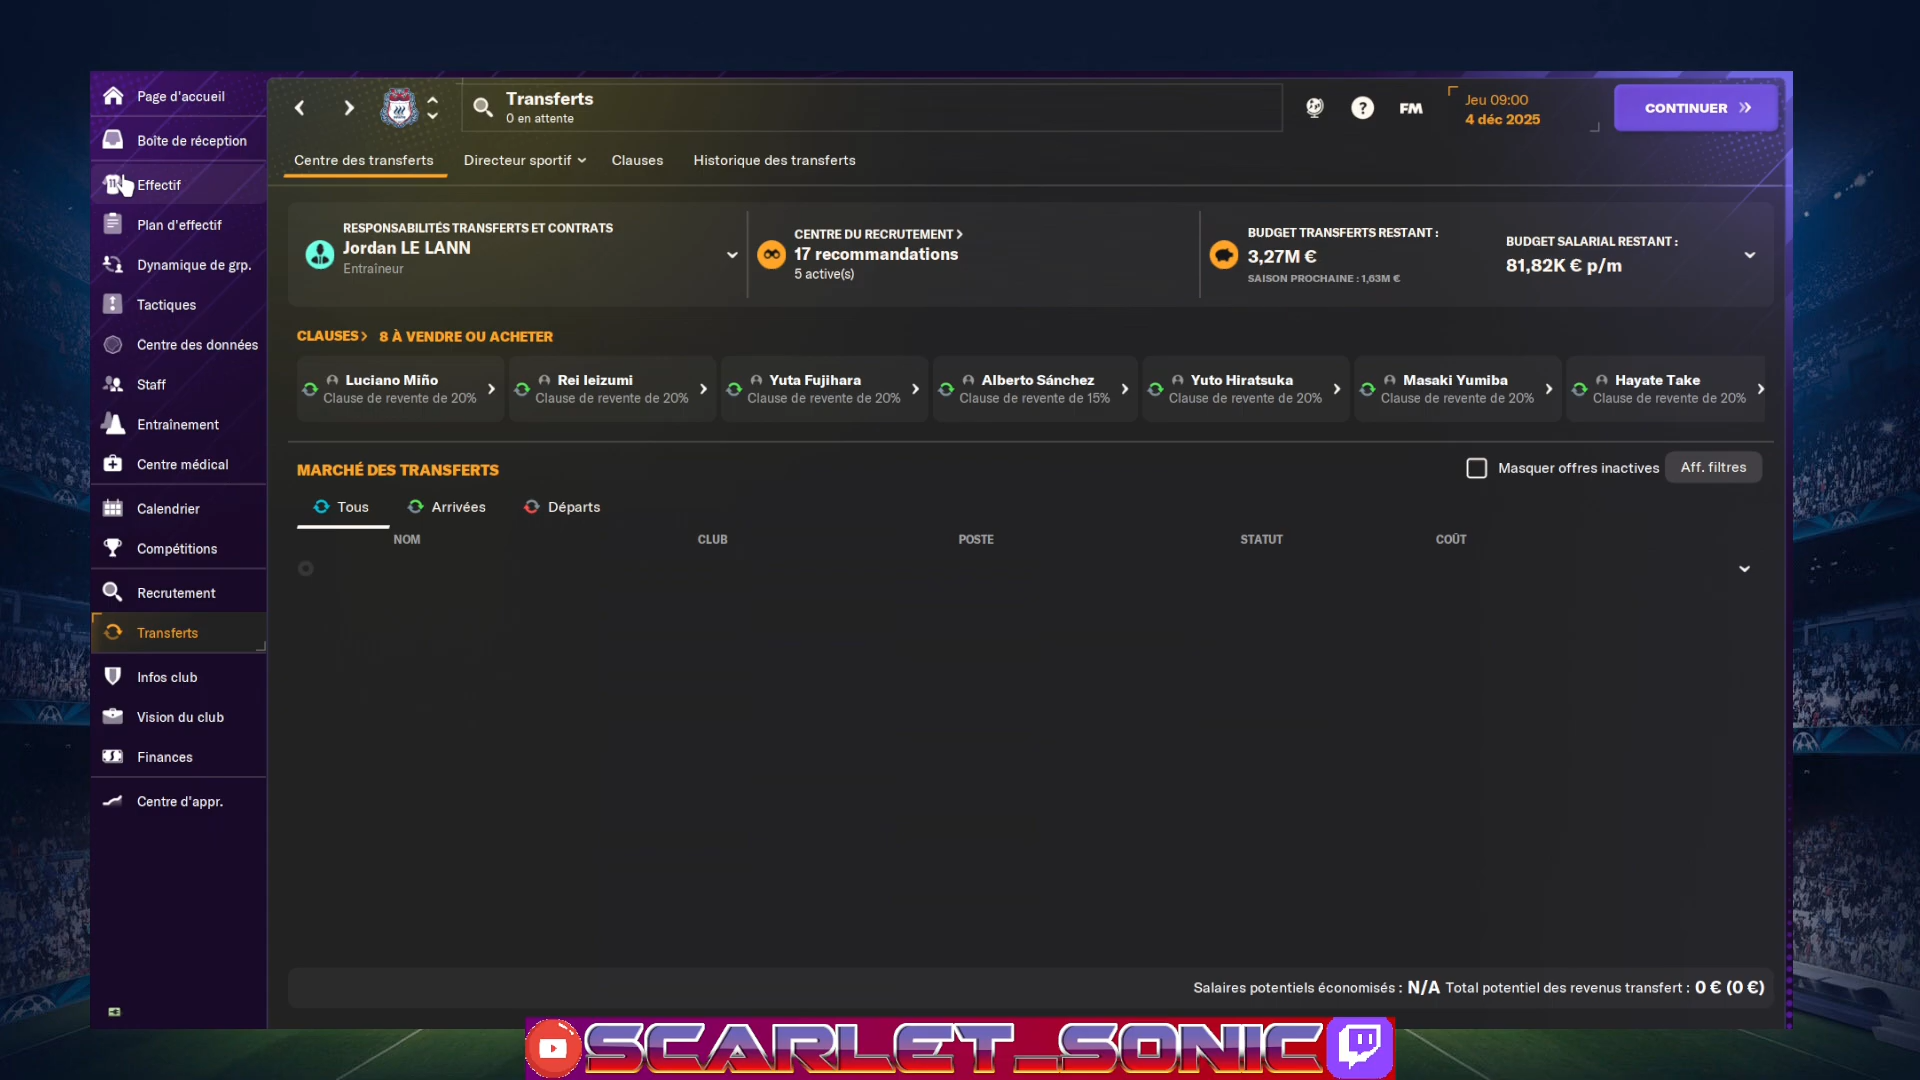 Page d'accueil
Boîte de réception
Effectif
Plan d'effectif
Dynamique de grp.
Tactiques
Centre des données
Staff
Entraînement
Centre médical
Calendrier
Compétitions
Recrutement
Transferts
Infos club
Vision du club
Finances
Centre d'appr.
Transferts
0 en attente
FM
Jeu 09:00
4 déc 2025
CONTINUER
Centre des transferts
Directeur sportif
Clauses
Historique des transferts
RESPONSABILITÉS TRANSFERTS ET CONTRATS
Jordan LE LANN
Entraîneur
CENTRE DU RECRUTEMENT
17 recommandations
5 active(s)
BUDGET TRANSFERTS RESTANT :
3,27M €
SAISON PROCHAINE : 1,63M €
BUDGET SALARIAL RESTANT :
81,82K € p/m
CLAUSES 8 À VENDRE OU ACHETER
Luciano Miño
Clause de revente de 20%
Rei Ieizumi
Clause de revente de 20%
Yuta Fujihara
Clause de revente de 20%
Alberto Sánchez
Clause de revente de 15%
Yuto Hiratsuka
Clause de revente de 20%
Masaki Yumiba
Clause de revente de 20%
Hayate Take
Clause de revente de 20%
MARCHÉ DES TRANSFERTS
Masquer offres inactives
Aff. filtres
Tous
Arrivées
Départs
NOM CLUB POSTE STATUT COÛT
Salaires potentiels économisés : N/A Total potentiel des revenus transfert : 0 € (0 €)
SCARLET_SONIC